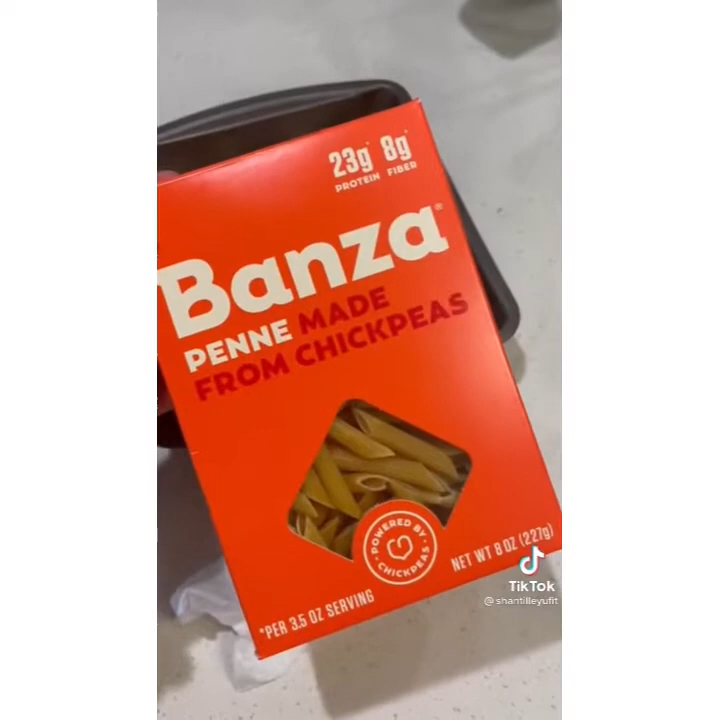 23g* 8g*
PROTEIN FIBER
Banza®
PENNE MADE
FROM CHICKPEAS
POWERED BY
CHICKPEAS
NET WT 8 OZ (227g)
*PER 3.5 OZ SERVING
TikTok
@shantilleyufit